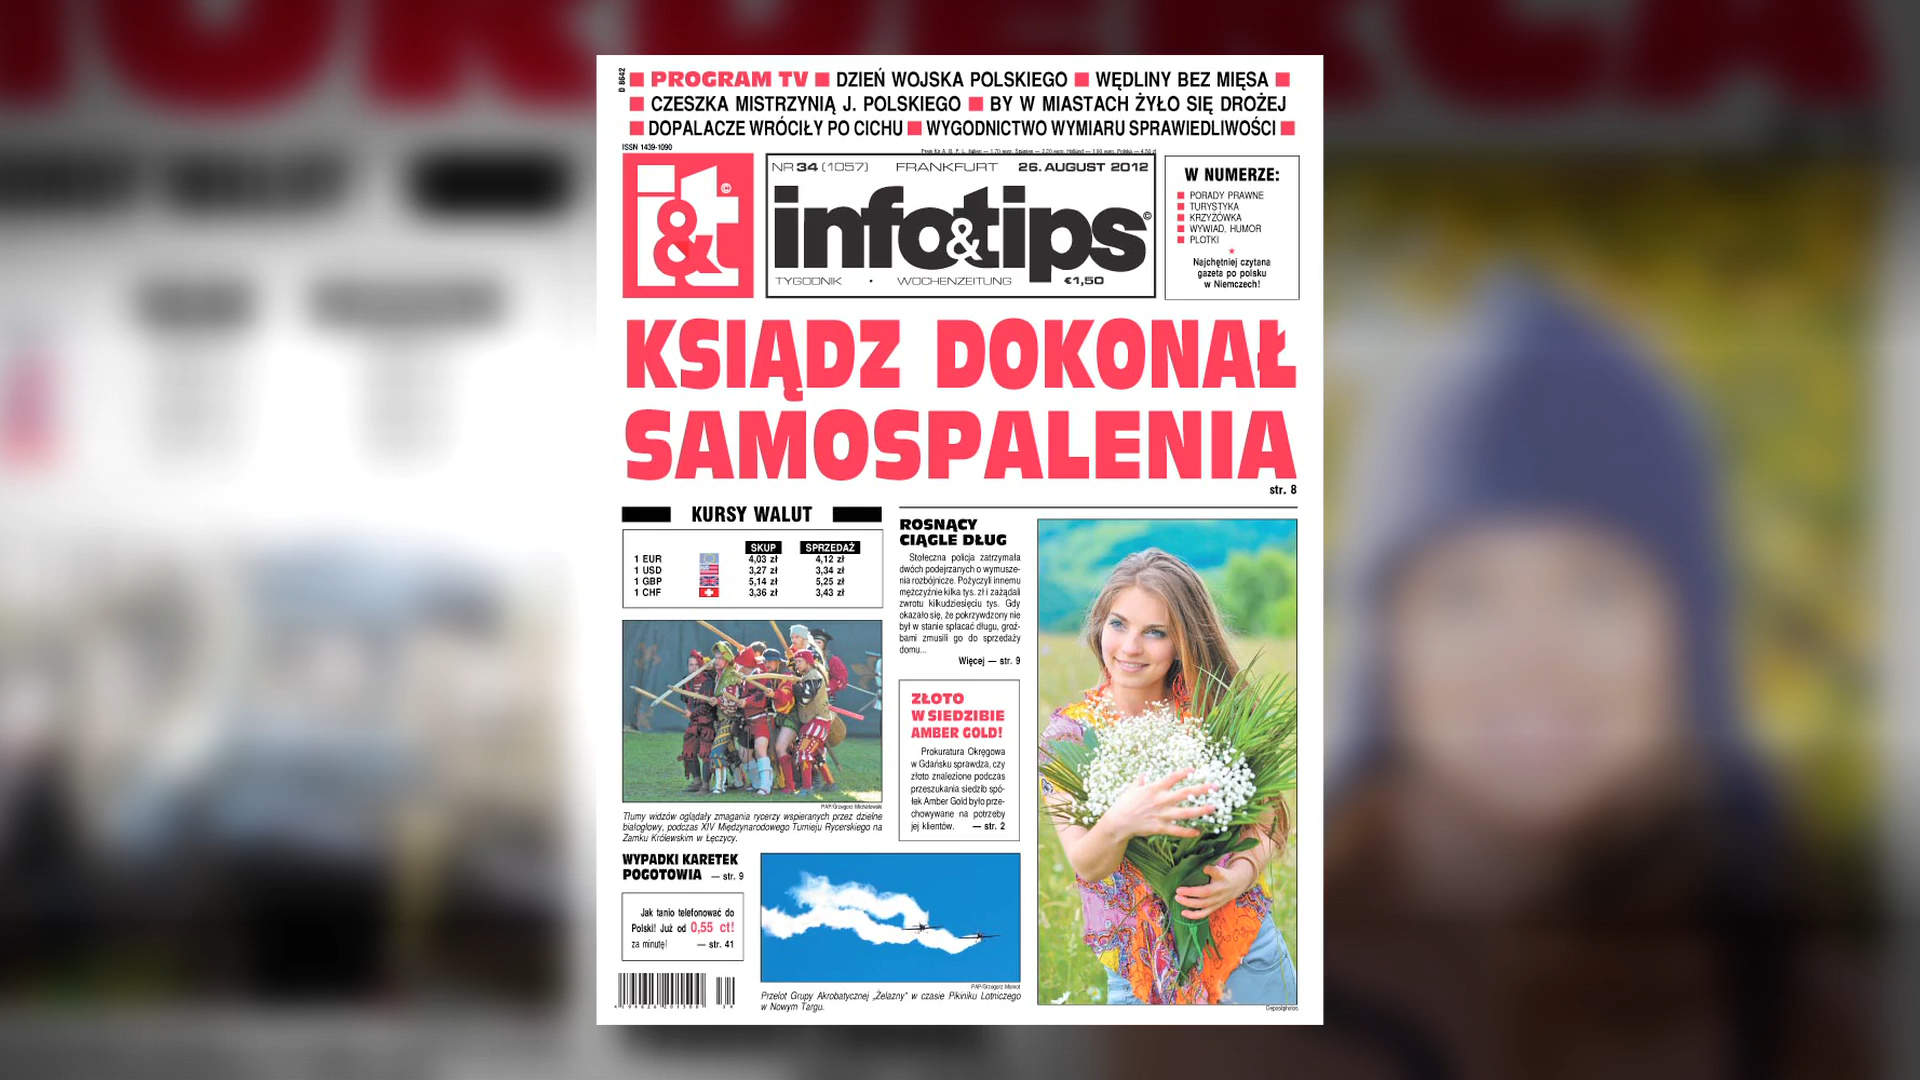 D 8642
PROGRAM TV DZIEŃ WOJSKA POLSKIEGO WĘDLINY BEZ MIĘSA
CZESZKA MISTRZYNIĄ J. POLSKIEGO BY W MIASTACH ŻYŁO SIĘ DROŻEJ
DOPALACZE WRÓCIŁY PO CICHU WYGODNICTWO WYMIARU SPRAWIEDLIWOŚCI
ISSN 1439-1090
i&t ©
NR 34 (1057) FRANKFURT 26. AUGUST 2012
info&tips ©
TYGODNIK • WOCHENZEITUNG €1,50
W NUMERZE:
PORADY PRAWNE
TURYSTYKA
KRZYŻÓWKA
WYWIAD, HUMOR
PLOTKI
Najchętniej czytana
gazeta po polsku
w Niemczech!
KSIĄDZ DOKONAŁ
SAMOSPALENIA
str. 8
KURSY WALUT
SKUP SPRZEDAŻ
1 EUR 4,03 zł 4,12 zł
1 USD 3,27 zł 3,34 zł
1 GBP 5,14 zł 5,25 zł
1 CHF 3,36 zł 3,43 zł
PAP/Grzegorz Michałowski
Tłumy widzów oglądały zmagania rycerzy wspieranych przez dzielne
białogłowy, podczas XIV Międzynarodowego Turnieju Rycerskiego na
Zamku Królewskim w Łęczycy.
WYPADKI KARETEK
POGOTOWIA — str. 9
Jak tanio telefonować do
Polski! Już od 0,55 ct!
za minutę! — str. 41
ROSNĄCY
CIĄGLE DŁUG
Stołeczna policja zatrzymała
dwóch podejrzanych o wymusze-
nia rozbójnicze. Pożyczyli innemu
mężczyźnie kilka tys. zł i zażądali
zwrotu kilkudziesięciu tys. Gdy
okazało się, że pokrzywdzony nie
był w stanie spłacać długu, groź-
bami zmusili go do sprzedaży
domu...
Więcej — str. 9
ZŁOTO
W SIEDZIBIE
AMBER GOLD!
Prokuratura Okręgowa
w Gdańsku sprawdza, czy
złoto znalezione podczas
przeszukania siedzib spó-
łek Amber Gold było prze-
chowywane na potrzeby
jej klientów. — str. 2
PAP/Grzegorz Momot
Przelot Grupy Akrobatycznej „Żelazny” w czasie Pikiniku Lotniczego
w Nowym Targu.
Depositphotos